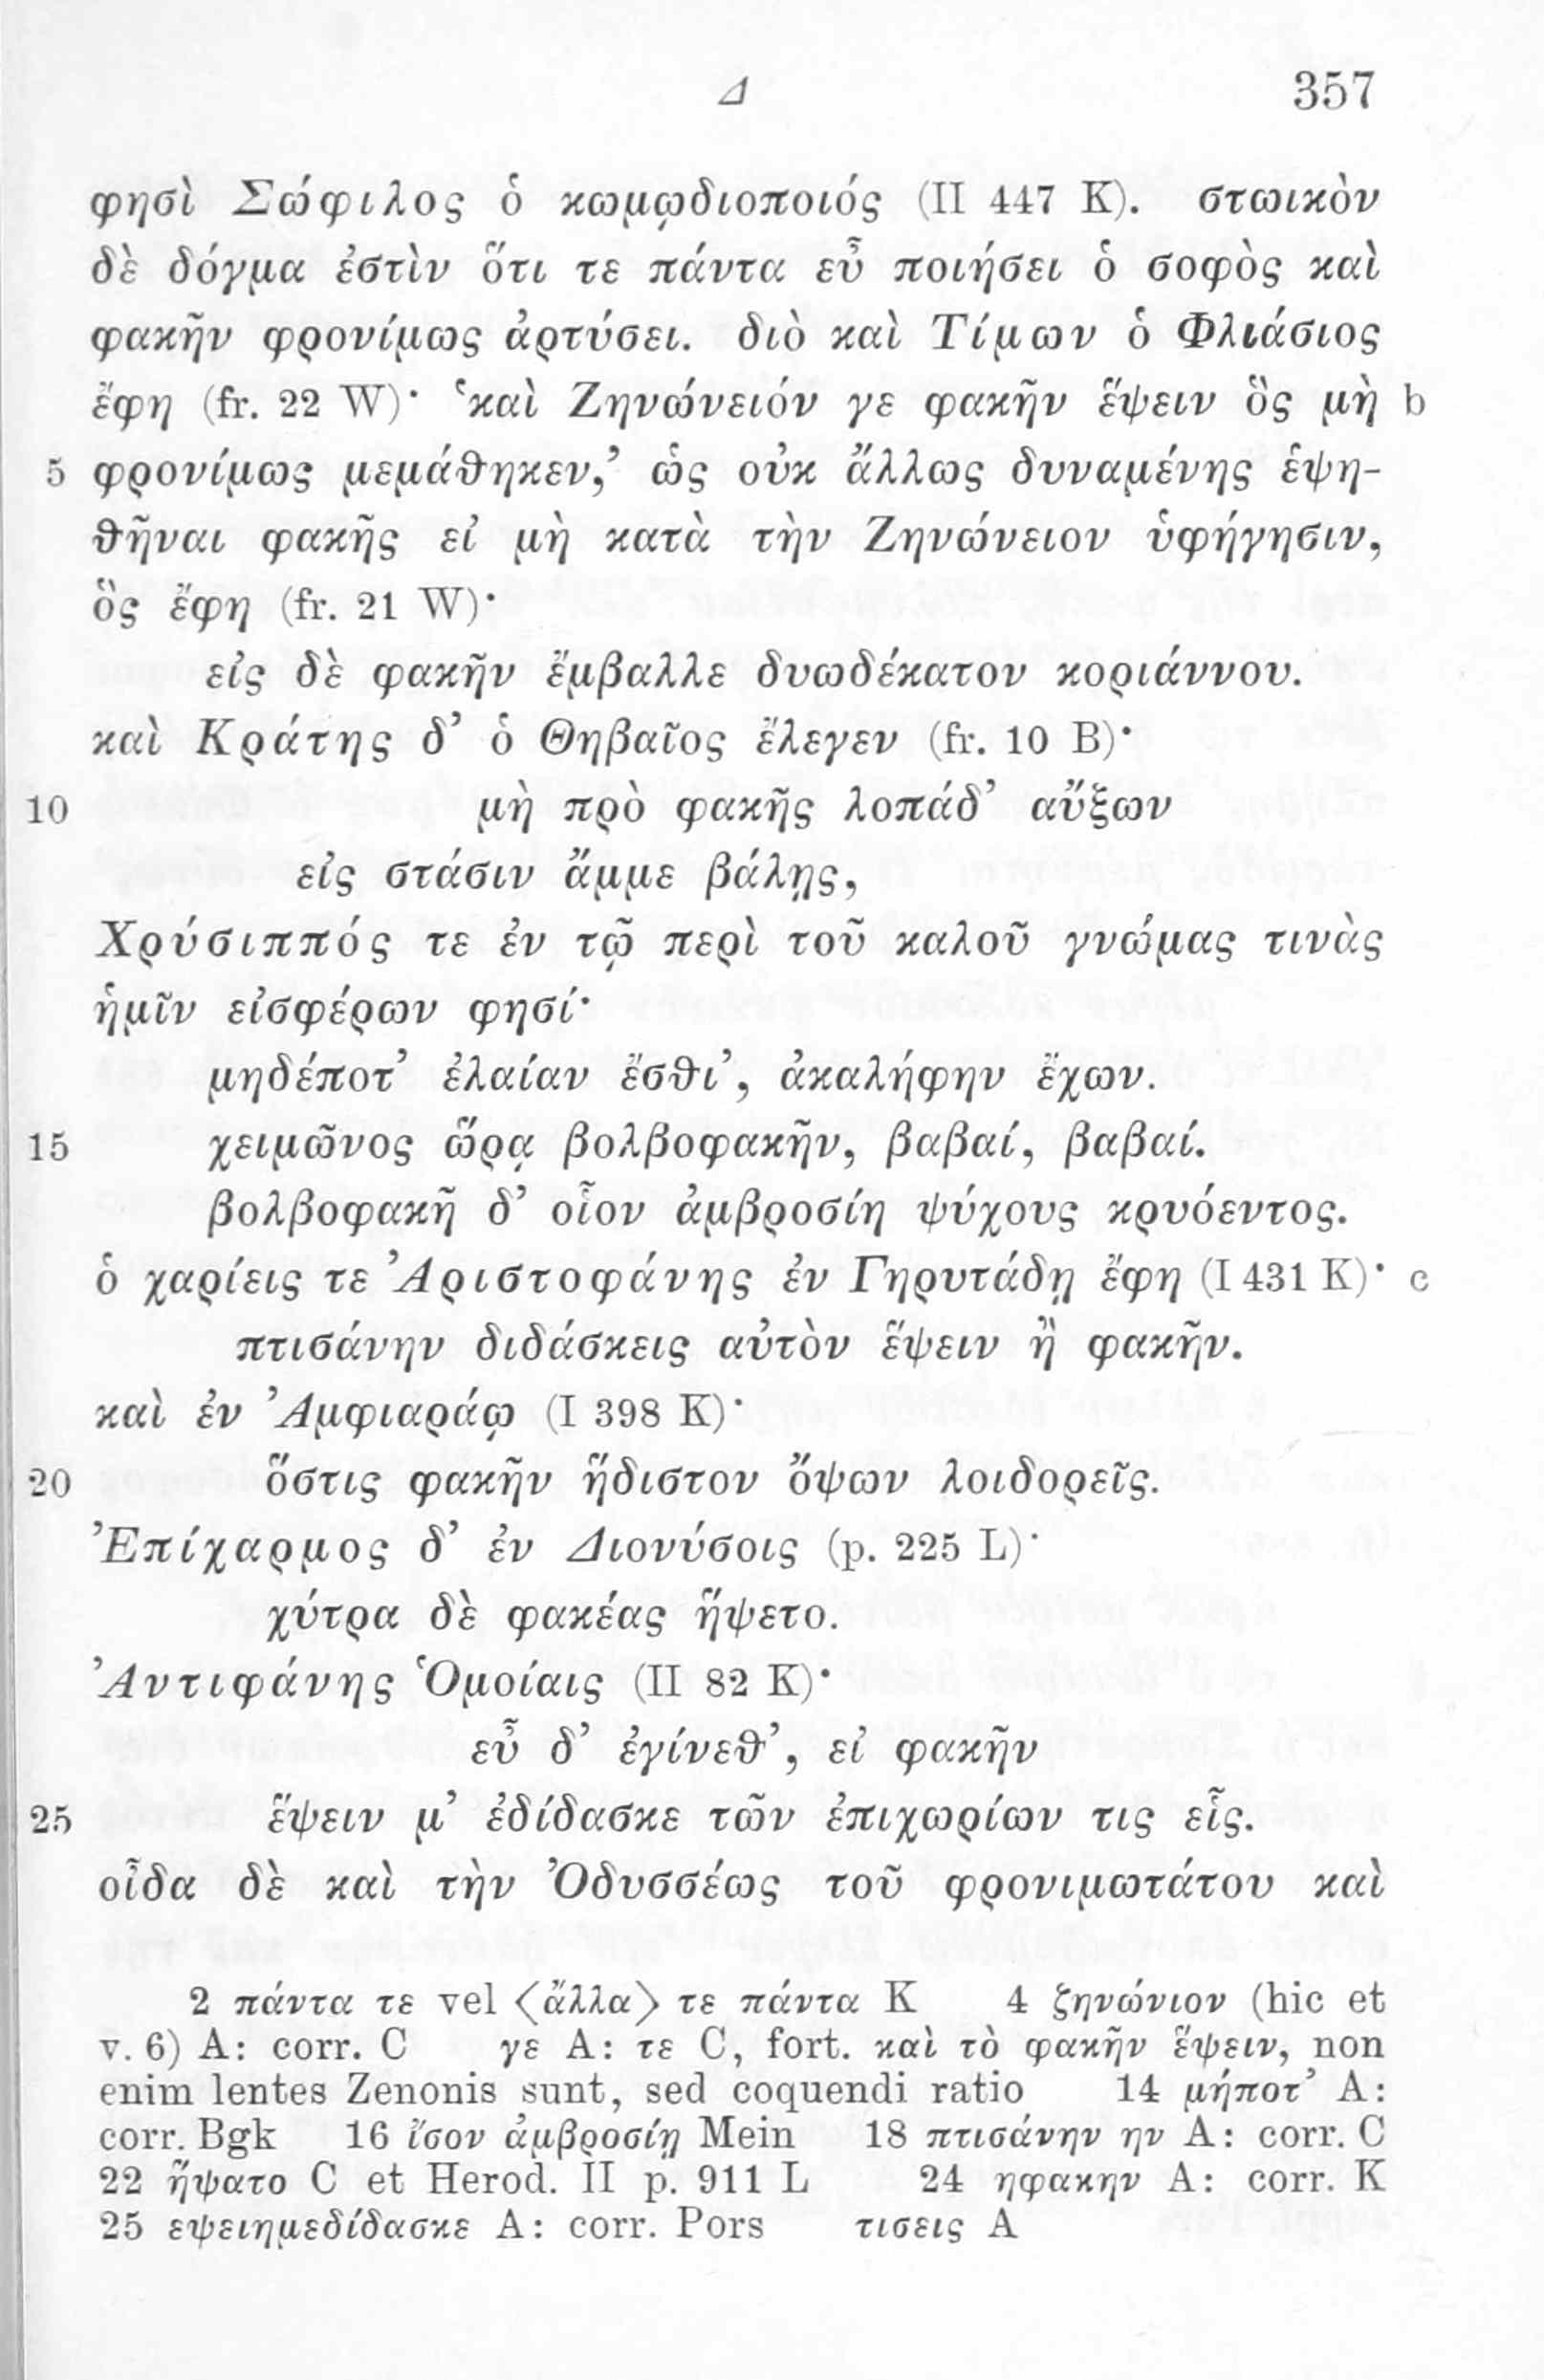 Δ 357
φησὶ Σώφιλος ὁ κωμῳδιοποιός (II 447 K). στωικὸν
δὲ δόγμα ἐστὶν ὅτι τε πάντα εὖ ποιήσει ὁ σοφὸς καὶ
φακῆν φρονίμως ἀρτύσει. διὸ καὶ Τίμων ὁ Φλιάσιος
ἔφη (fr. 22 W)· ‘καὶ Ζηνώνειόν γε φακῆν ἕψειν ὃς μὴ b
5 φρονίμως μεμάθηκεν,’ ὡς οὐκ ἄλλως δυναμένης ἑψη-
θῆναι φακῆς εἰ μὴ κατὰ τὴν Ζηνώνειον ὑφήγησιν,
ὃς ἔφη (fr. 21 W)·
εἰς δὲ φακῆν ἔμβαλλε δυωδέκατον κοριάννου.
καὶ Κράτης δ’ ὁ Θηβαῖος ἔλεγεν (fr. 10 B)·
10 μὴ πρὸ φακῆς λοπάδ’ αὔξων
εἰς στάσιν ἄμμε βάλῃς,
Χρύσιππός τε ἐν τῷ περὶ τοῦ καλοῦ γνώμας τινὰς
ἡμῖν εἰσφέρων φησί·
μηδέποτ’ ἐλαίαν ἔσθι’, ἀκαλήφην ἔχων.
15 χειμῶνος ὥρᾳ βολβοφακῆν, βαβαί, βαβαί.
βολβοφακῆ δ’ οἷον ἀμβροσίη ψύχους κρυόεντος.
ὁ χαρίεις τε Ἀριστοφάνης ἐν Γηρυτάδῃ ἔφη (I 431 K)· c
πτισάνην διδάσκεις αὐτὸν ἕψειν ἢ φακῆν.
καὶ ἐν Ἀμφιαράῳ (I 398 K)·
20 ὅστις φακῆν ἥδιστον ὄψων λοιδορεῖς.
Ἐπίχαρμος δ’ ἐν Διονύσοις (p. 225 L)·
χύτρα δὲ φακέας ἥψετο.
Ἀντιφάνης Ὁμοίαις (II 82 K)·
εὖ δ’ ἐγίνεθ’, εἰ φακῆν
25 ἕψειν μ’ ἐδίδασκε τῶν ἐπιχωρίων τις εἷς.
οἶδα δὲ καὶ τὴν Ὀδυσσέως τοῦ φρονιμωτάτου καὶ
2 πάντα τε vel ⟨ἄλλα⟩ τε πάντα K 4 ζηνώνιον (hic et
v. 6) A: corr. C γε A: τε C, fort. καὶ τὸ φακῆν ἕψειν, non
enim lentes Zenonis sunt, sed coquendi ratio 14 μήποτ’ A:
corr. Bgk 16 ἴσον ἀμβροσίῃ Mein 18 πτισάνην ην A: corr. C
22 ἥψατο C et Herod. II p. 911 L 24 ηφακην A: corr. K
25 εψειημεδίδασκε A: corr. Pors τισεις A